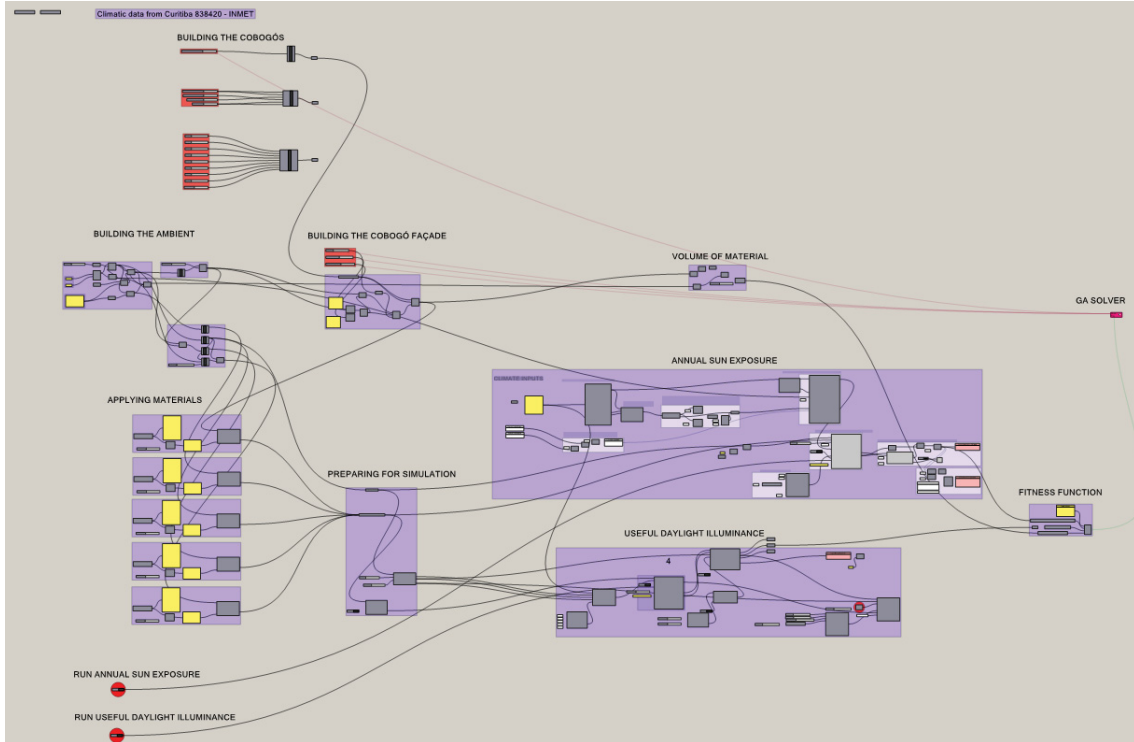 Climatic data from Curitiba 838420 - INMET
BUILDING THE COBOGÓS
BUILDING THE AMBIENT
BUILDING THE COBOGÓ FAÇADE
VOLUME OF MATERIAL
GA SOLVER
ANNUAL SUN EXPOSURE
CLIMATE INPUTS
APPLYING MATERIALS
PREPARING FOR SIMULATION
FITNESS FUNCTION
USEFUL DAYLIGHT ILLUMINANCE
4
RUN ANNUAL SUN EXPOSURE
RUN USEFUL DAYLIGHT ILLUMINANCE